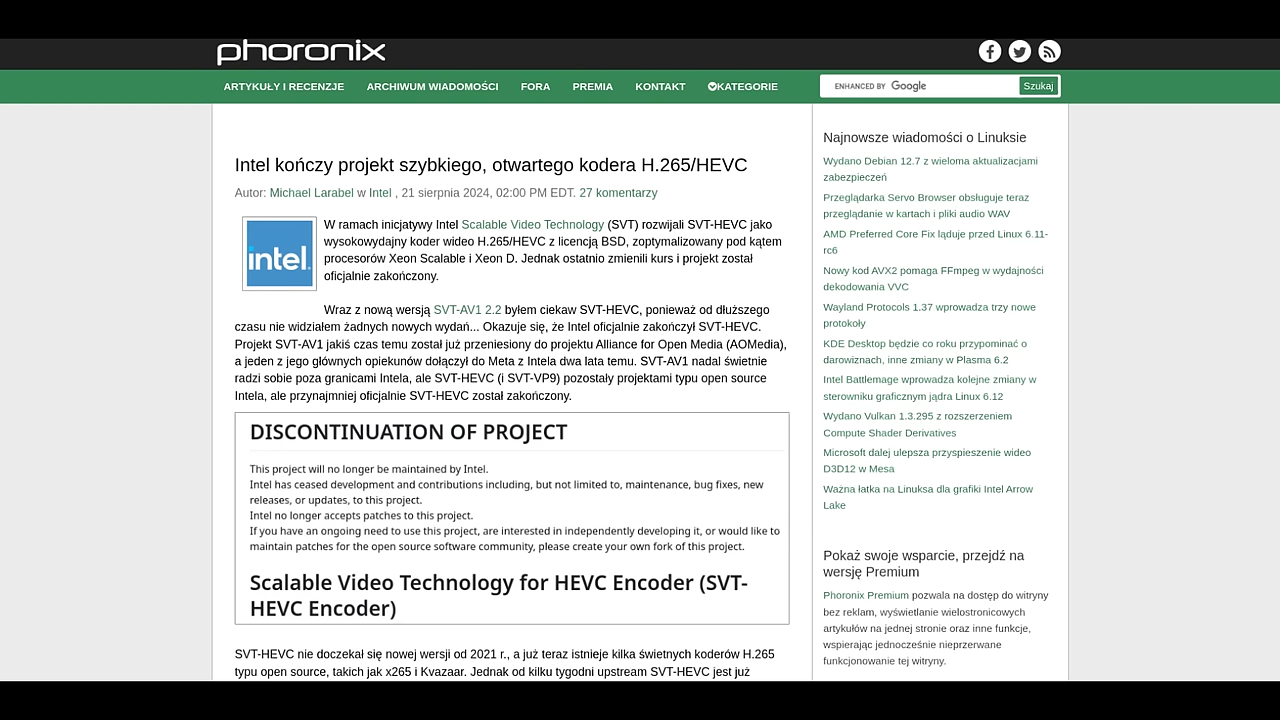 phoronix
ARTYKUŁY I RECENZJE ARCHIWUM WIADOMOŚCI FORA PREMIA KONTAKT KATEGORIE ENHANCED BY Google Szukaj
Intel kończy projekt szybkiego, otwartego kodera H.265/HEVC
Autor: Michael Larabel w Intel , 21 sierpnia 2024, 02:00 PM EDT. 27 komentarzy
intel.
W ramach inicjatywy Intel Scalable Video Technology (SVT) rozwijali SVT-HEVC jako
wysokowydajny koder wideo H.265/HEVC z licencją BSD, zoptymalizowany pod kątem
procesorów Xeon Scalable i Xeon D. Jednak ostatnio zmienili kurs i projekt został
oficjalnie zakończony.
Wraz z nową wersją SVT-AV1 2.2 byłem ciekaw SVT-HEVC, ponieważ od dłuższego
czasu nie widziałem żadnych nowych wydań... Okazuje się, że Intel oficjalnie zakończył SVT-HEVC.
Projekt SVT-AV1 jakiś czas temu został już przeniesiony do projektu Alliance for Open Media (AOMedia),
a jeden z jego głównych opiekunów dołączył do Meta z Intela dwa lata temu. SVT-AV1 nadal świetnie
radzi sobie poza granicami Intela, ale SVT-HEVC (i SVT-VP9) pozostały projektami typu open source
Intela, ale przynajmniej oficjalnie SVT-HEVC został zakończony.
DISCONTINUATION OF PROJECT
This project will no longer be maintained by Intel.
Intel has ceased development and contributions including, but not limited to, maintenance, bug fixes, new
releases, or updates, to this project.
Intel no longer accepts patches to this project.
If you have an ongoing need to use this project, are interested in independently developing it, or would like to
maintain patches for the open source software community, please create your own fork of this project.
Scalable Video Technology for HEVC Encoder (SVT-
HEVC Encoder)
SVT-HEVC nie doczekał się nowej wersji od 2021 r., a już teraz istnieje kilka świetnych koderów H.265
typu open source, takich jak x265 i Kvazaar. Jednak od kilku tygodni upstream SVT-HEVC jest już
Najnowsze wiadomości o Linuksie
Wydano Debian 12.7 z wieloma aktualizacjami
zabezpieczeń
Przeglądarka Servo Browser obsługuje teraz
przeglądanie w kartach i pliki audio WAV
AMD Preferred Core Fix ląduje przed Linux 6.11-
rc6
Nowy kod AVX2 pomaga FFmpeg w wydajności
dekodowania VVC
Wayland Protocols 1.37 wprowadza trzy nowe
protokoły
KDE Desktop będzie co roku przypominać o
darowiznach, inne zmiany w Plasma 6.2
Intel Battlemage wprowadza kolejne zmiany w
sterowniku graficznym jądra Linux 6.12
Wydano Vulkan 1.3.295 z rozszerzeniem
Compute Shader Derivatives
Microsoft dalej ulepsza przyspieszenie wideo
D3D12 w Mesa
Ważna łatka na Linuksa dla grafiki Intel Arrow
Lake
Pokaż swoje wsparcie, przejdź na
wersję Premium
Phoronix Premium pozwala na dostęp do witryny
bez reklam, wyświetlanie wielostronicowych
artykułów na jednej stronie oraz inne funkcje,
wspierając jednocześnie nieprzerwane
funkcjonowanie tej witryny.